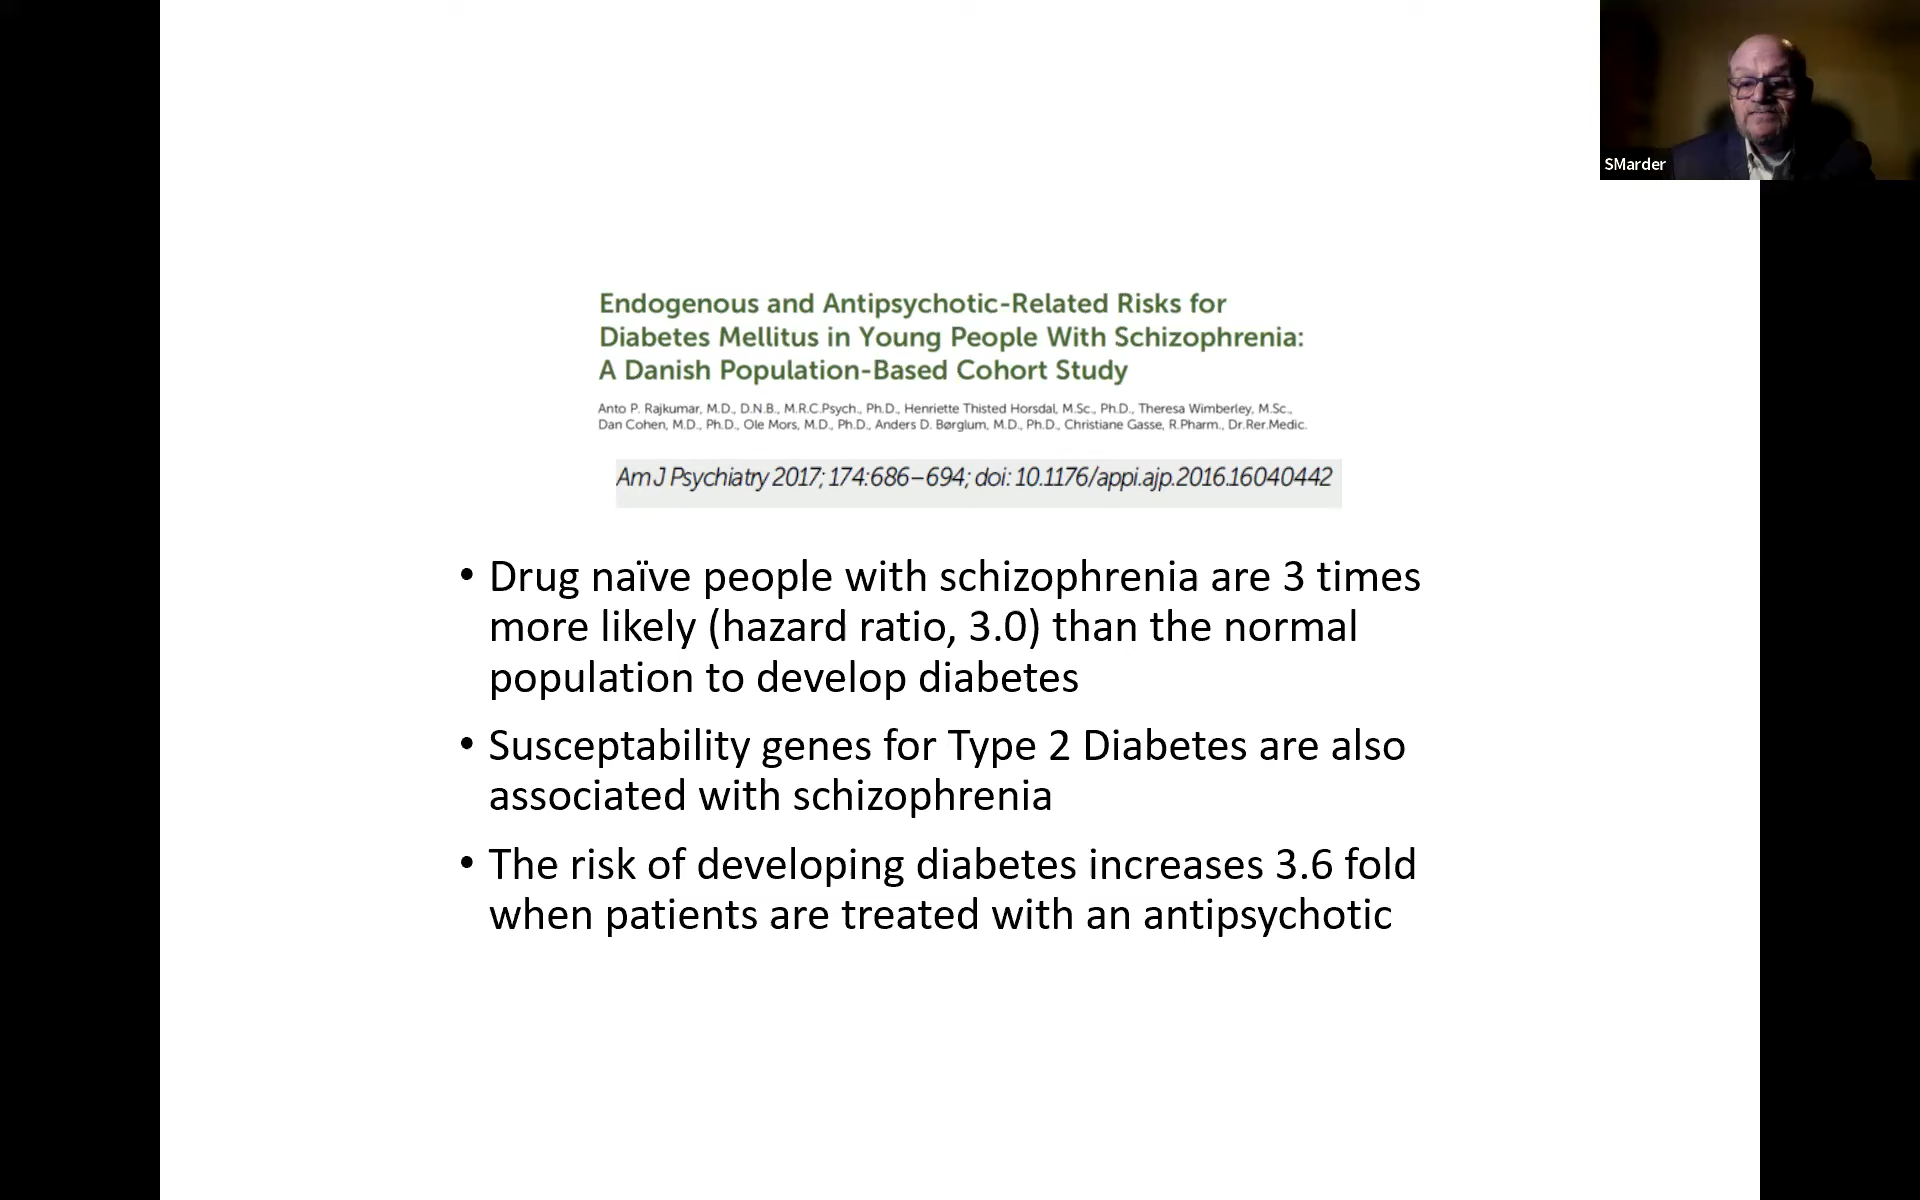 SMarder
Endogenous and Antipsychotic-Related Risks for
Diabetes Mellitus in Young People With Schizophrenia:
A Danish Population-Based Cohort Study
Anto P. Rajkumar, M.D., D.N.B., M.R.C.Psych., Ph.D., Henriette Thisted Horsdal, M.Sc., Ph.D., Theresa Wimberley, M.Sc.,
Dan Cohen, M.D., Ph.D., Ole Mors, M.D., Ph.D., Anders D. Børglum, M.D., Ph.D., Christiane Gasse, R.Pharm., Dr.Rer.Medic.
Am J Psychiatry 2017; 174:686–694; doi: 10.1176/appi.ajp.2016.16040442
• Drug naïve people with schizophrenia are 3 times
more likely (hazard ratio, 3.0) than the normal
population to develop diabetes
• Susceptability genes for Type 2 Diabetes are also
associated with schizophrenia
• The risk of developing diabetes increases 3.6 fold
when patients are treated with an antipsychotic